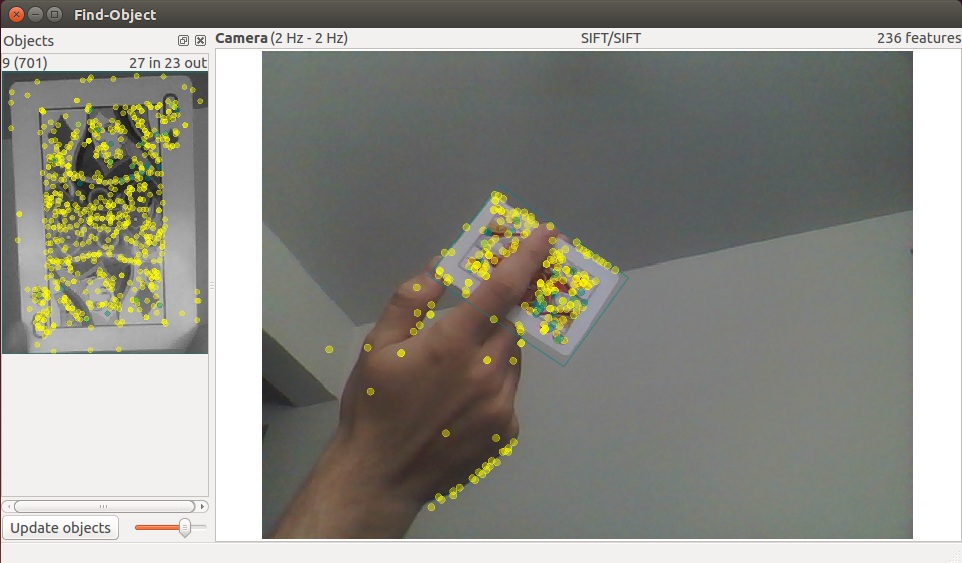 Find-Object
Objects
Camera (2 Hz - 2 Hz)
SIFT/SIFT
236 features
9 (701)
27 in 23 out
Update objects